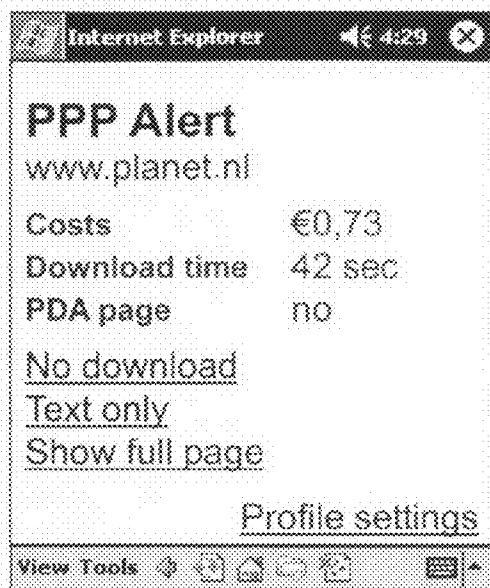 Internet Explorer 4:29
PPP Alert
www.planet.nl
Costs €0,73
Download time 42 sec
PDA page no
No download
Text only
Show full page
Profile settings
View Tools